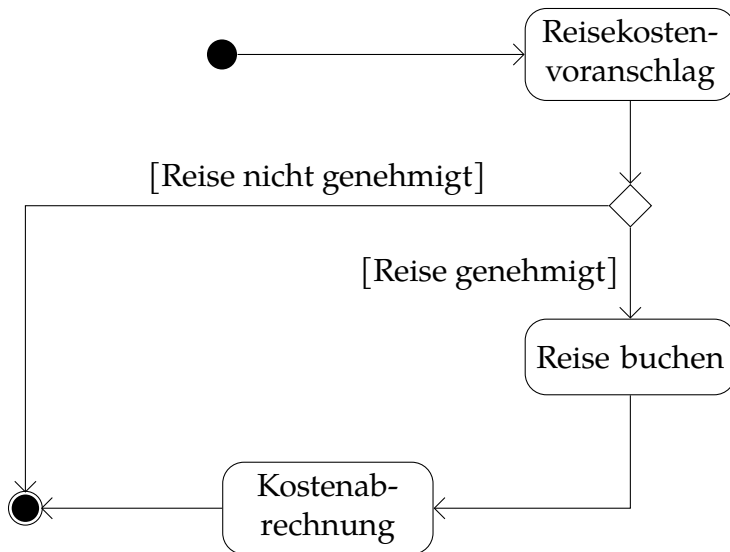 Reisekosten-
voranschlag
[Reise nicht genehmigt]
[Reise genehmigt]
Reise buchen
Kostenab-
rechnung